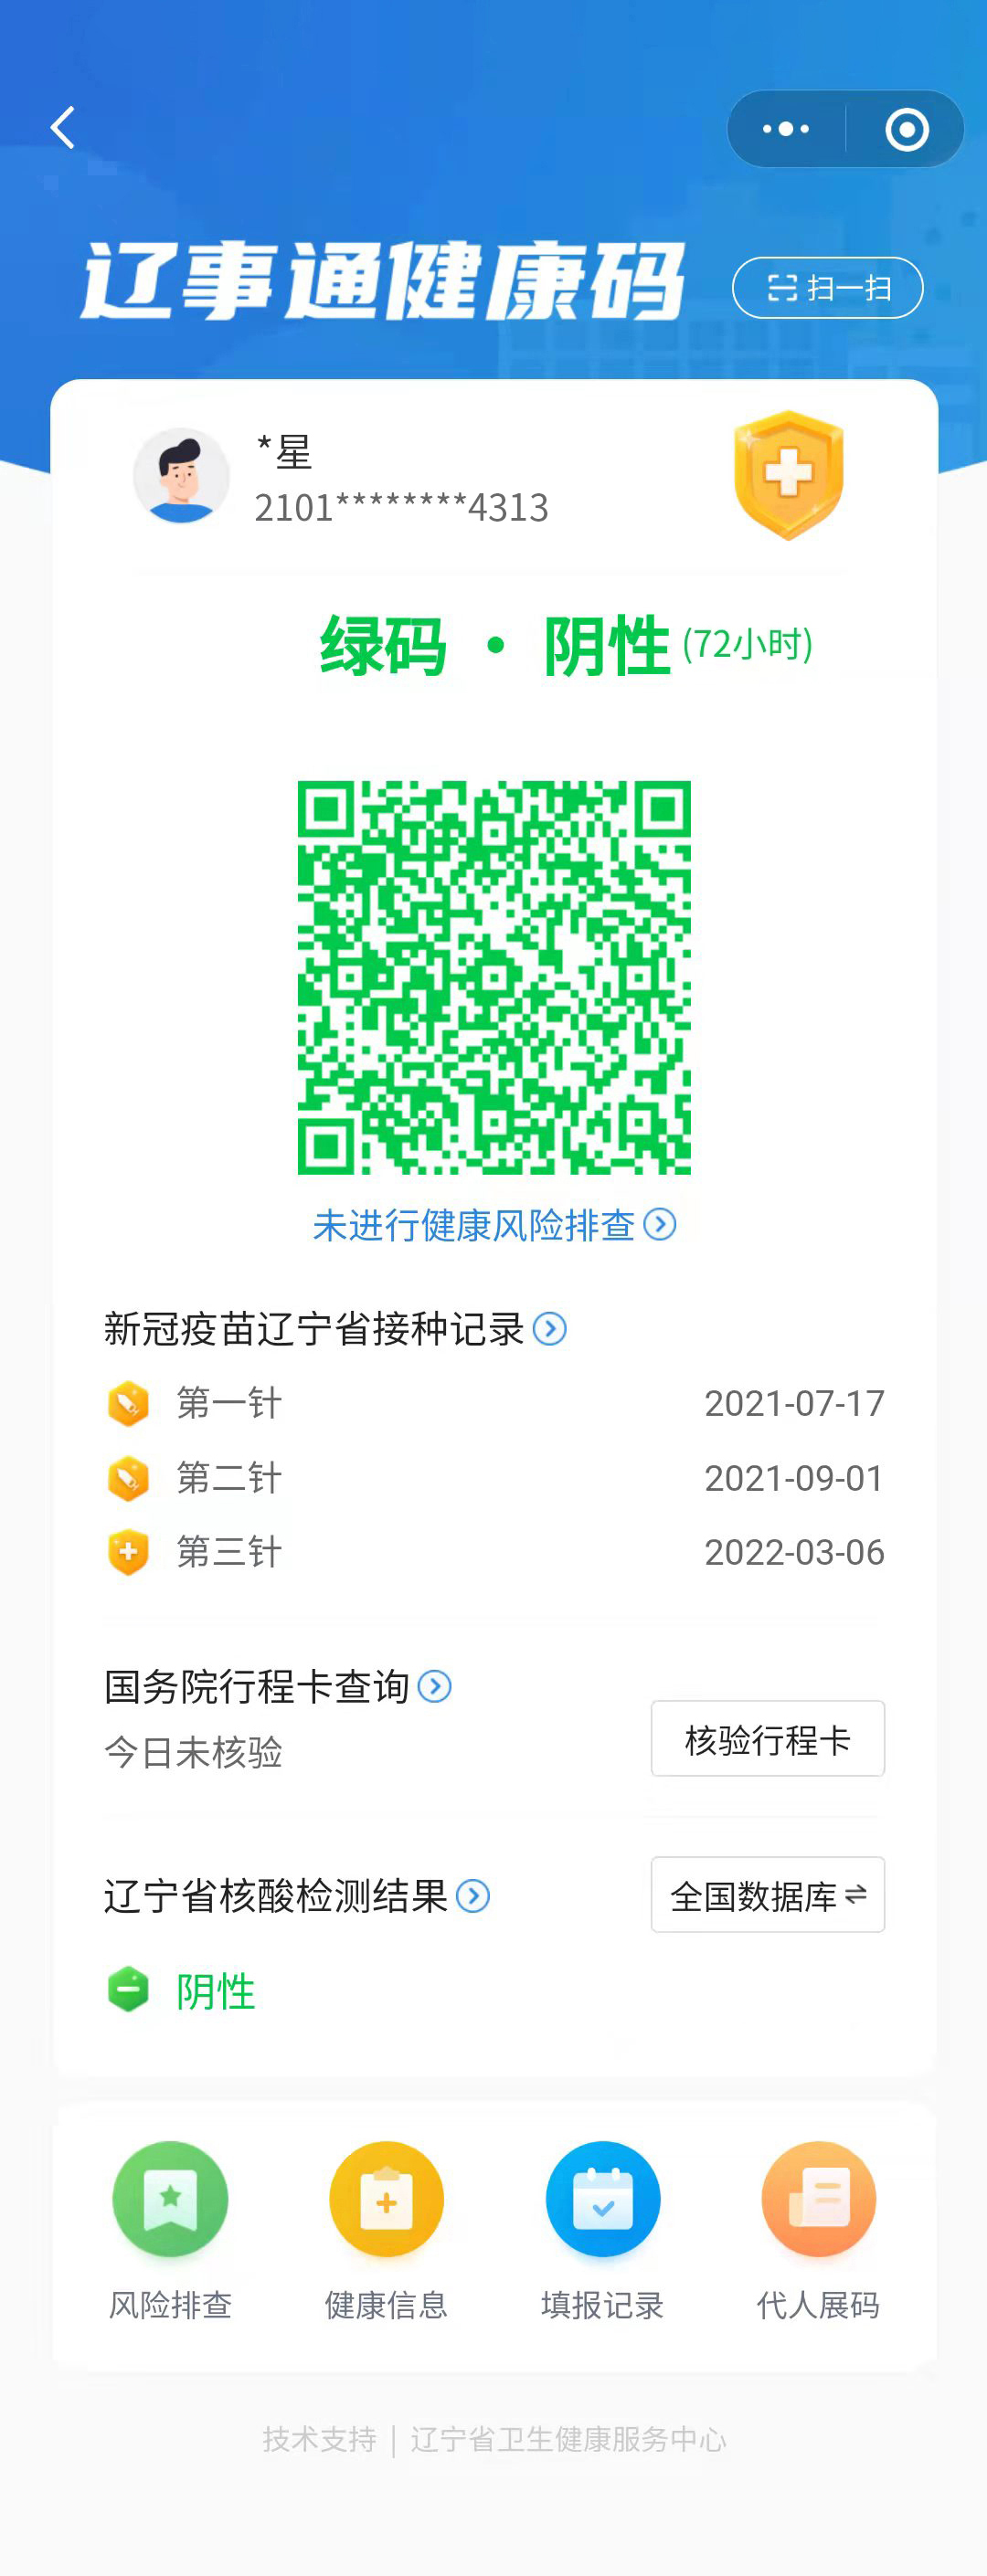 辽事通健康码
扫一扫
*星
2101********4313
绿码 · 阴性 (72小时)
未进行健康风险排查
新冠疫苗辽宁省接种记录
第一针 2021-07-17
第二针 2021-09-01
第三针 2022-03-06
国务院行程卡查询
今日未核验
核验行程卡
辽宁省核酸检测结果
全国数据库
阴性
风险排查 健康信息 填报记录 代人展码
技术支持 | 辽宁省卫生健康服务中心